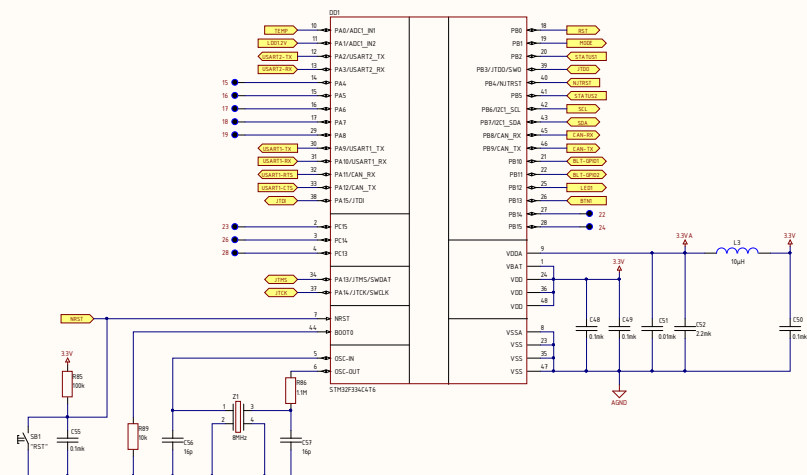 DD1
TEMP 10 PA0/ADC1_IN1 PB0 18 RST
LDO1.2V 11 PA1/ADC1_IN2 PB1 19 MODE
USART2-TX 12 PA2/USART2_TX PB2 20 STATUS1
USART2-RX 13 PA3/USART2_RX PB3/JTDO/SWO 39 JTDO
15 14 PA4 PB4/NJTRST 40 NJTRST
16 15 PA5 PB5 41 STATUS2
17 16 PA6 PB6/I2C1_SCL 42 SCL
18 17 PA7 PB7/I2C1_SDA 43 SDA
19 29 PA8 PB8/CAN_RX 45 CAN-RX
USART1-TX 30 PA9/USART1_TX PB9/CAN_TX 46 CAN-TX
USART1-RX 31 PA10/USART1_RX PB10 21 BLT-GPIO1
USART1-RTS 32 PA11/CAN_RX PB11 22 BLT-GPIO2
USART1-CTS 33 PA12/CAN_TX PB12 25 LED1
JTDI 38 PA15/JTDI PB13 26 BTN1
PB14 27 22
23 2 PC15 PB15 28 24
26 3 PC14
28 4 PC13 VDDA 9 3.3VA L3 10µH 3.3V
VBAT 1
JTMS 34 PA13/JTMS/SWDAT VDD 24 3.3V
JTCK 37 PA14/JTCK/SWCLK VDD 36
VDD 48
NRST 7 NRST
44 BOOT0 VSSA 8
VSS 23
5 OSC-IN VSS 35
6 OSC-OUT VSS 47
C48 0.1mk
C49 0.1mk
C51 0.01mk
C52 2.2mk
C50 0.1mk
AGND
STM32F334C4T6
3.3V
R85 100k
R86 1.1M
SB1 "RST"
C55 0.1mk
R89 10k
C56 16p
Z1 1 3 2 4 8MHz
C57 16p